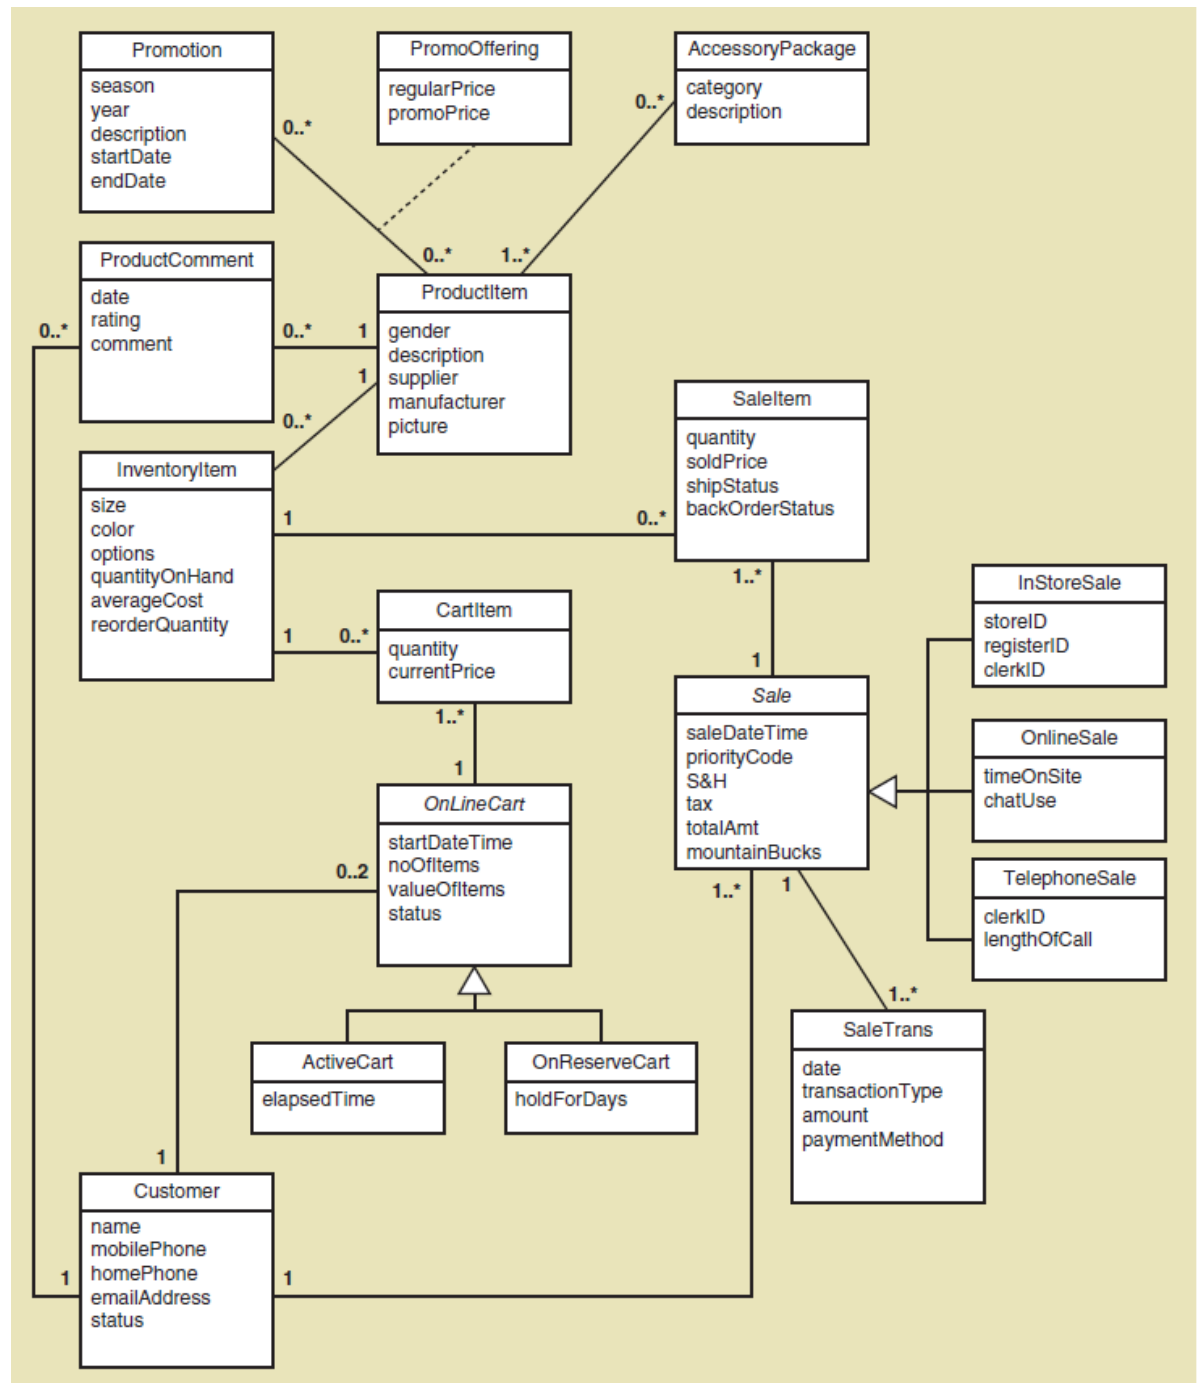 Promotion
season
year
description
startDate
endDate
PromoOffering
regularPrice
promoPrice
AccessoryPackage
category
description
0..*
0..*
0..*
1..*
ProductComment
date
rating
comment
ProductItem
gender
description
supplier
manufacturer
picture
0..*
0..*
1
1
0..*
SaleItem
quantity
soldPrice
shipStatus
backOrderStatus
InventoryItem
size
color
options
quantityOnHand
averageCost
reorderQuantity
1
0..*
1..*
1
0..*
CartItem
quantity
currentPrice
InStoreSale
storeID
registerID
clerkID
1
Sale
saleDateTime
priorityCode
S&H
tax
totalAmt
mountainBucks
1..*
1
OnLineCart
startDateTime
noOfItems
valueOfItems
status
0..2
OnlineSale
timeOnSite
chatUse
TelephoneSale
clerkID
lengthOfCall
1..*
1
1..*
SaleTrans
date
transactionType
amount
paymentMethod
ActiveCart
elapsedTime
OnReserveCart
holdForDays
1
Customer
name
mobilePhone
homePhone
emailAddress
status
1
1